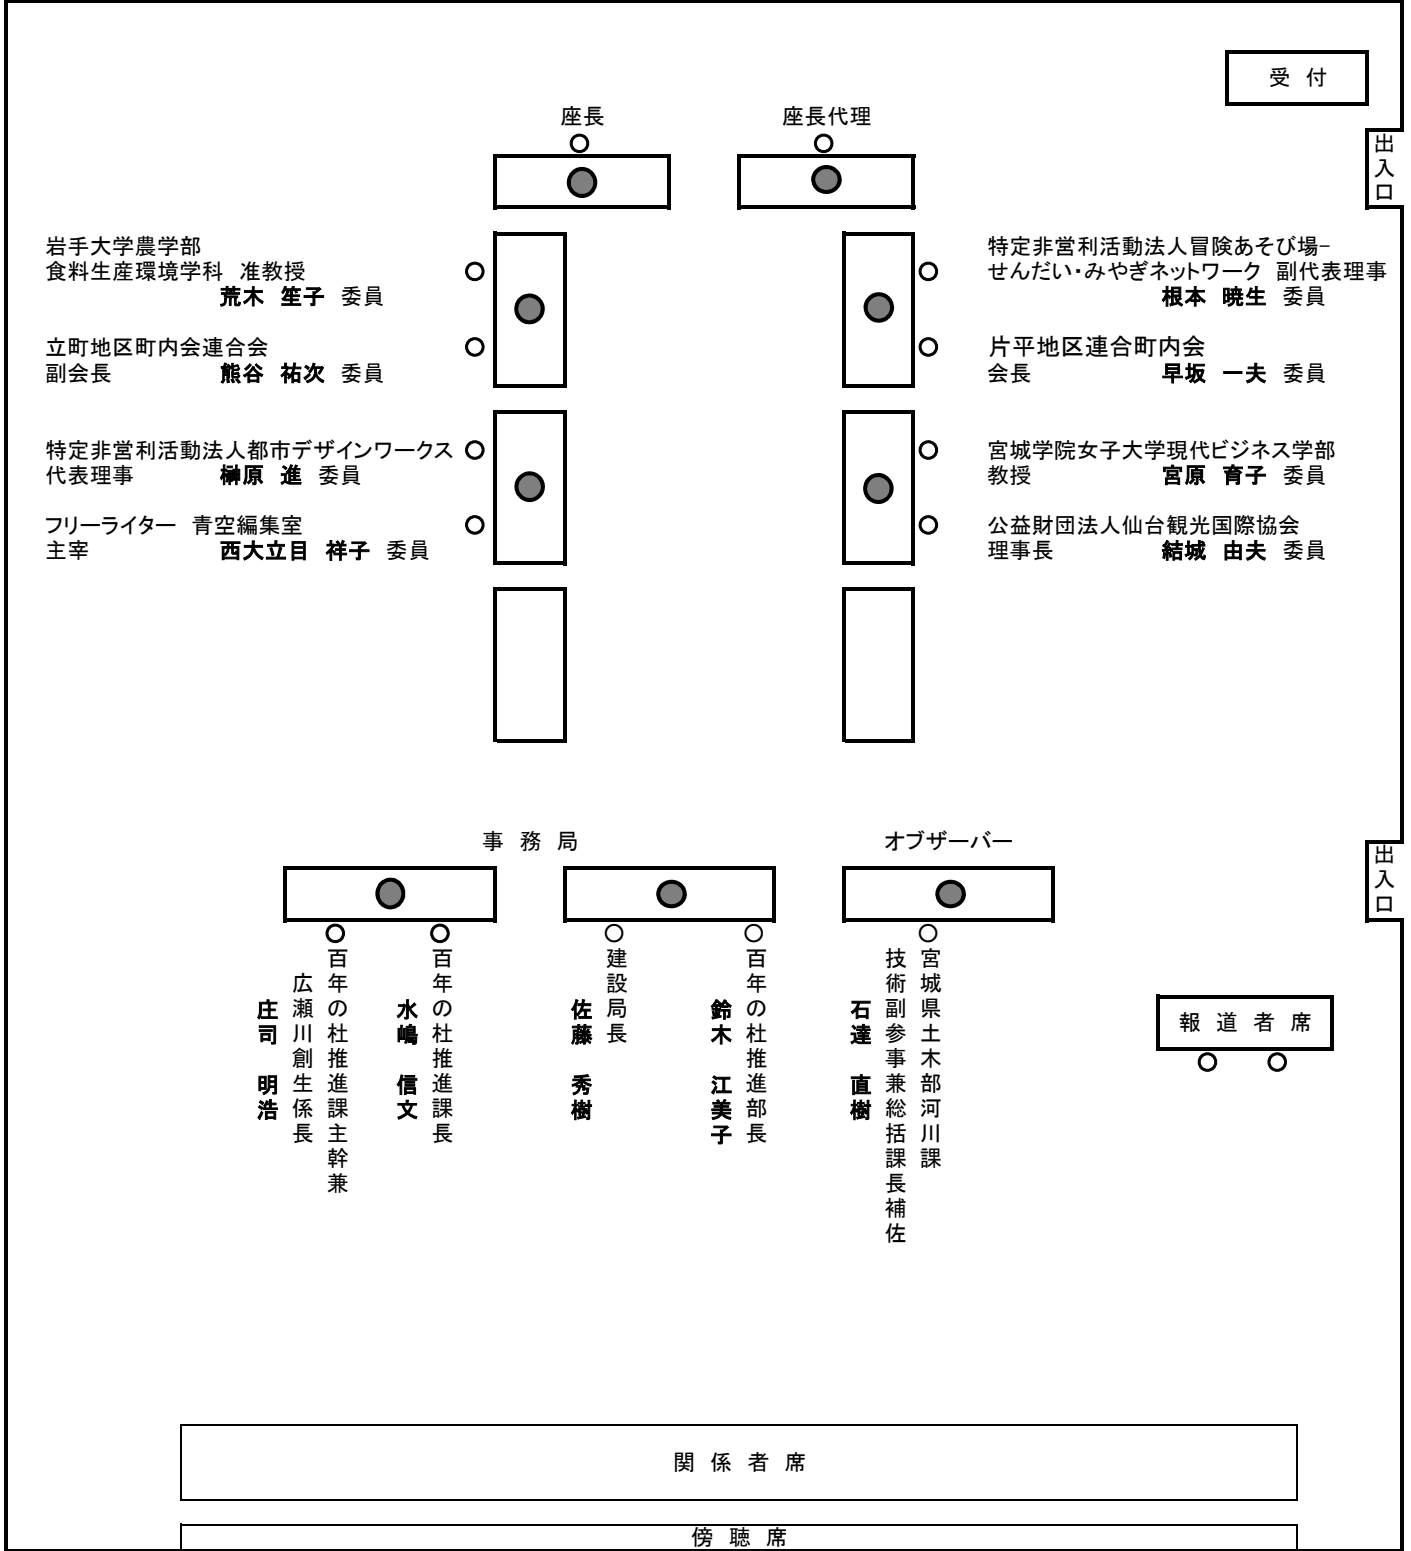 受　付
座長
座長代理
出入口
岩手大学農学部
食料生産環境学科　准教授
荒木　笙子　委員
立町地区町内会連合会
副会長　熊谷　祐次　委員
特定非営利活動法人都市デザインワークス
代表理事　榊原　進　委員
フリーライター　青空編集室
主宰　西大立目　祥子　委員
特定非営利活動法人冒険あそび場－
せんだい・みやぎネットワーク　副代表理事
根本　暁生　委員
片平地区連合町内会
会長　早坂　一夫　委員
宮城学院女子大学現代ビジネス学部
教授　宮原　育子　委員
公益財団法人仙台観光国際協会
理事長　結城　由夫　委員
事　務　局
オブザーバー
出入口
百年の杜推進課主幹兼
広瀬川創生係長
庄司　明浩
百年の杜推進課長
水嶋　信文
建設局長
佐藤　秀樹
百年の杜推進部長
鈴木　江美子
宮城県土木部河川課
技術副参事兼総括課長補佐
石達　直樹
報　道　者　席
関　係　者　席
傍　聴　席